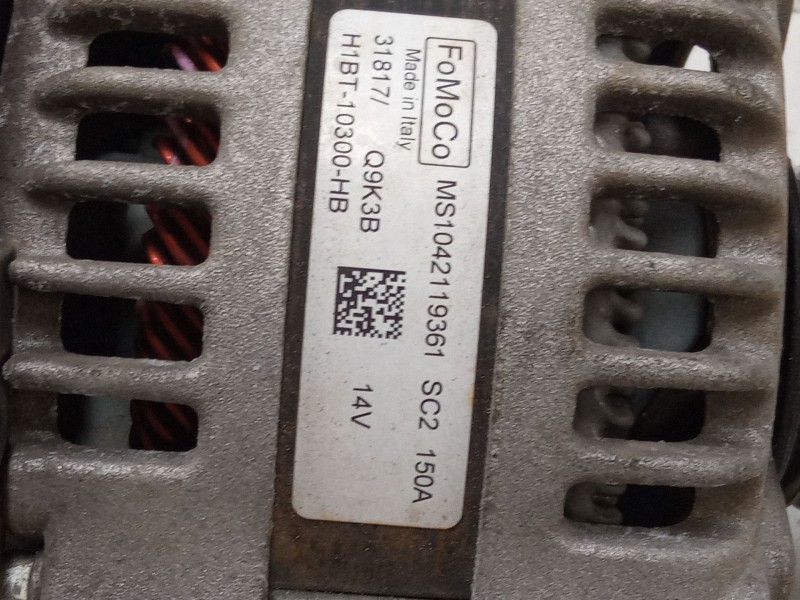 FoMoCo MS1042119361 SC2 150A
Made in Italy
31817/ Q9K3B 14V
H1BT-10300-HB